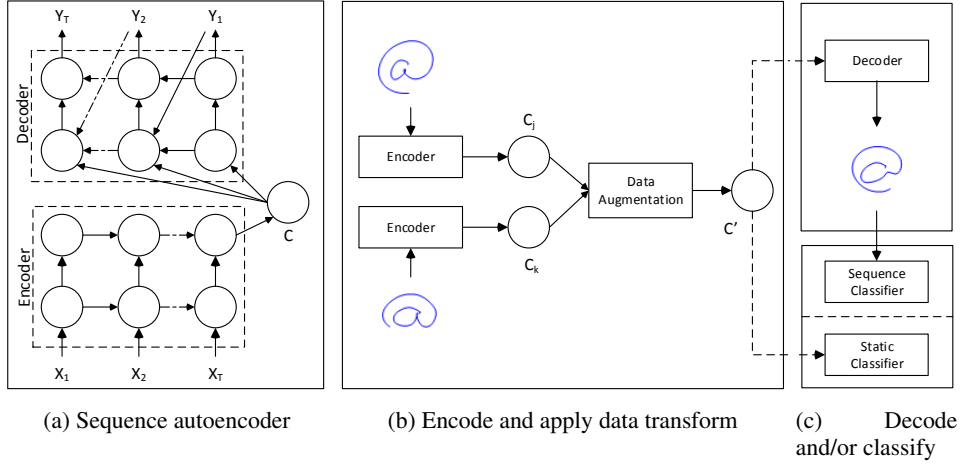 Y_T Y_2 Y_1
Decoder
C
Encoder
X_1 X_2 X_T
(a) Sequence autoencoder
Encoder
C_j
Encoder
C_k
Data
Augmentation
C'
(b) Encode and apply data transform
Decoder
Sequence
Classifier
Static
Classifier
(c) Decode
and/or classify